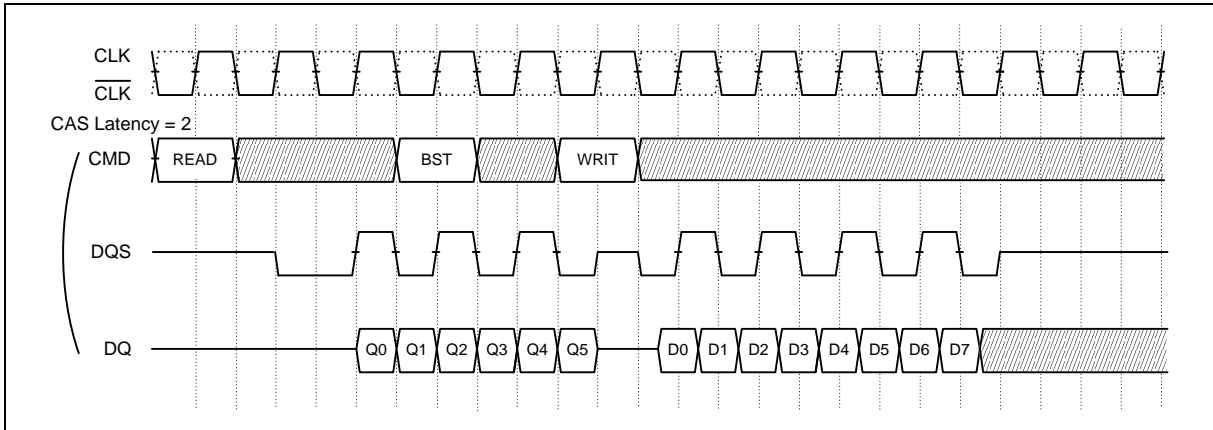 CLK
CLK
CAS Latency = 2
CMD READ BST WRIT
DQS
DQ Q0 Q1 Q2 Q3 Q4 Q5 D0 D1 D2 D3 D4 D5 D6 D7